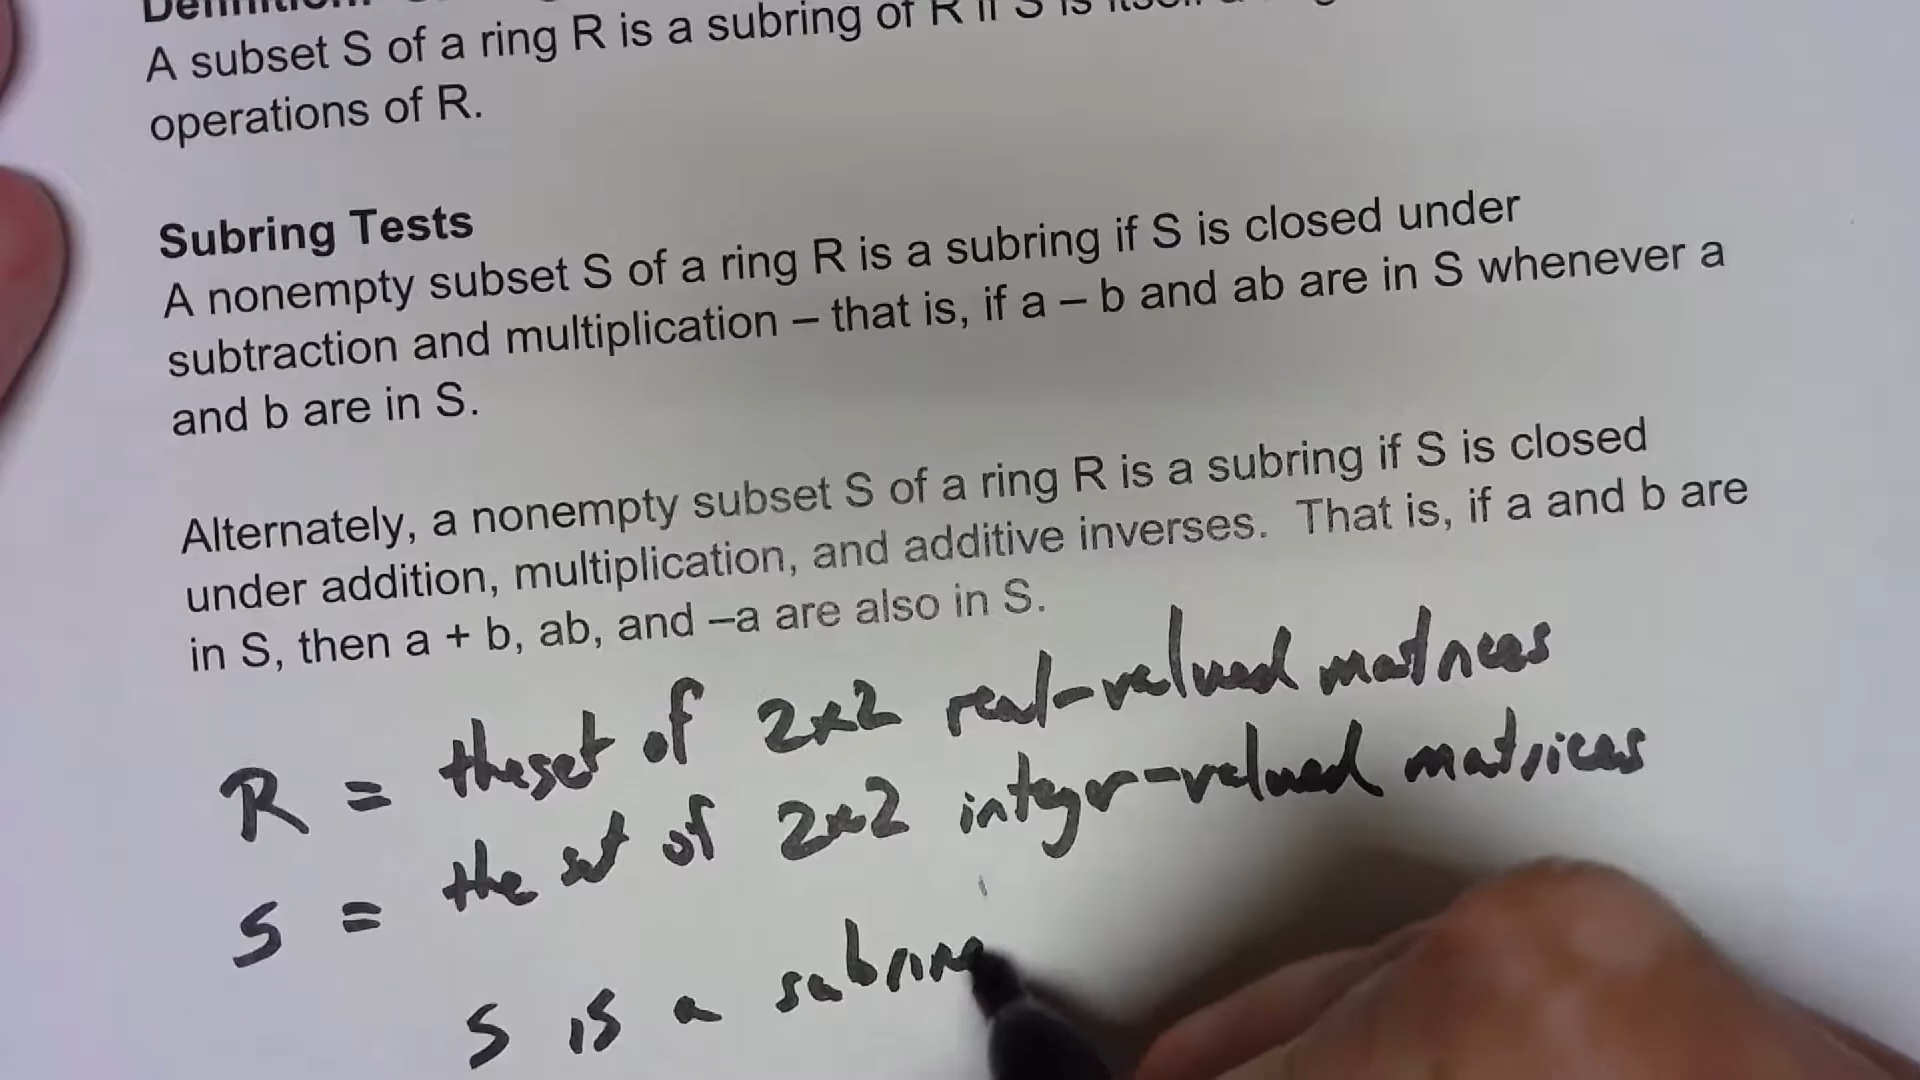 Definition:
A subset S of a ring R is a subring of R if S is itself a
operations of R.
Subring Tests
A nonempty subset S of a ring R is a subring if S is closed under
subtraction and multiplication – that is, if a – b and ab are in S whenever a
and b are in S.
Alternately, a nonempty subset S of a ring R is a subring if S is closed
under addition, multiplication, and additive inverses. That is, if a and b are
in S, then a + b, ab, and –a are also in S.
R = the set of 2x2 real-valued matrices
S = the set of 2x2 integer-valued matrices
S is a subring